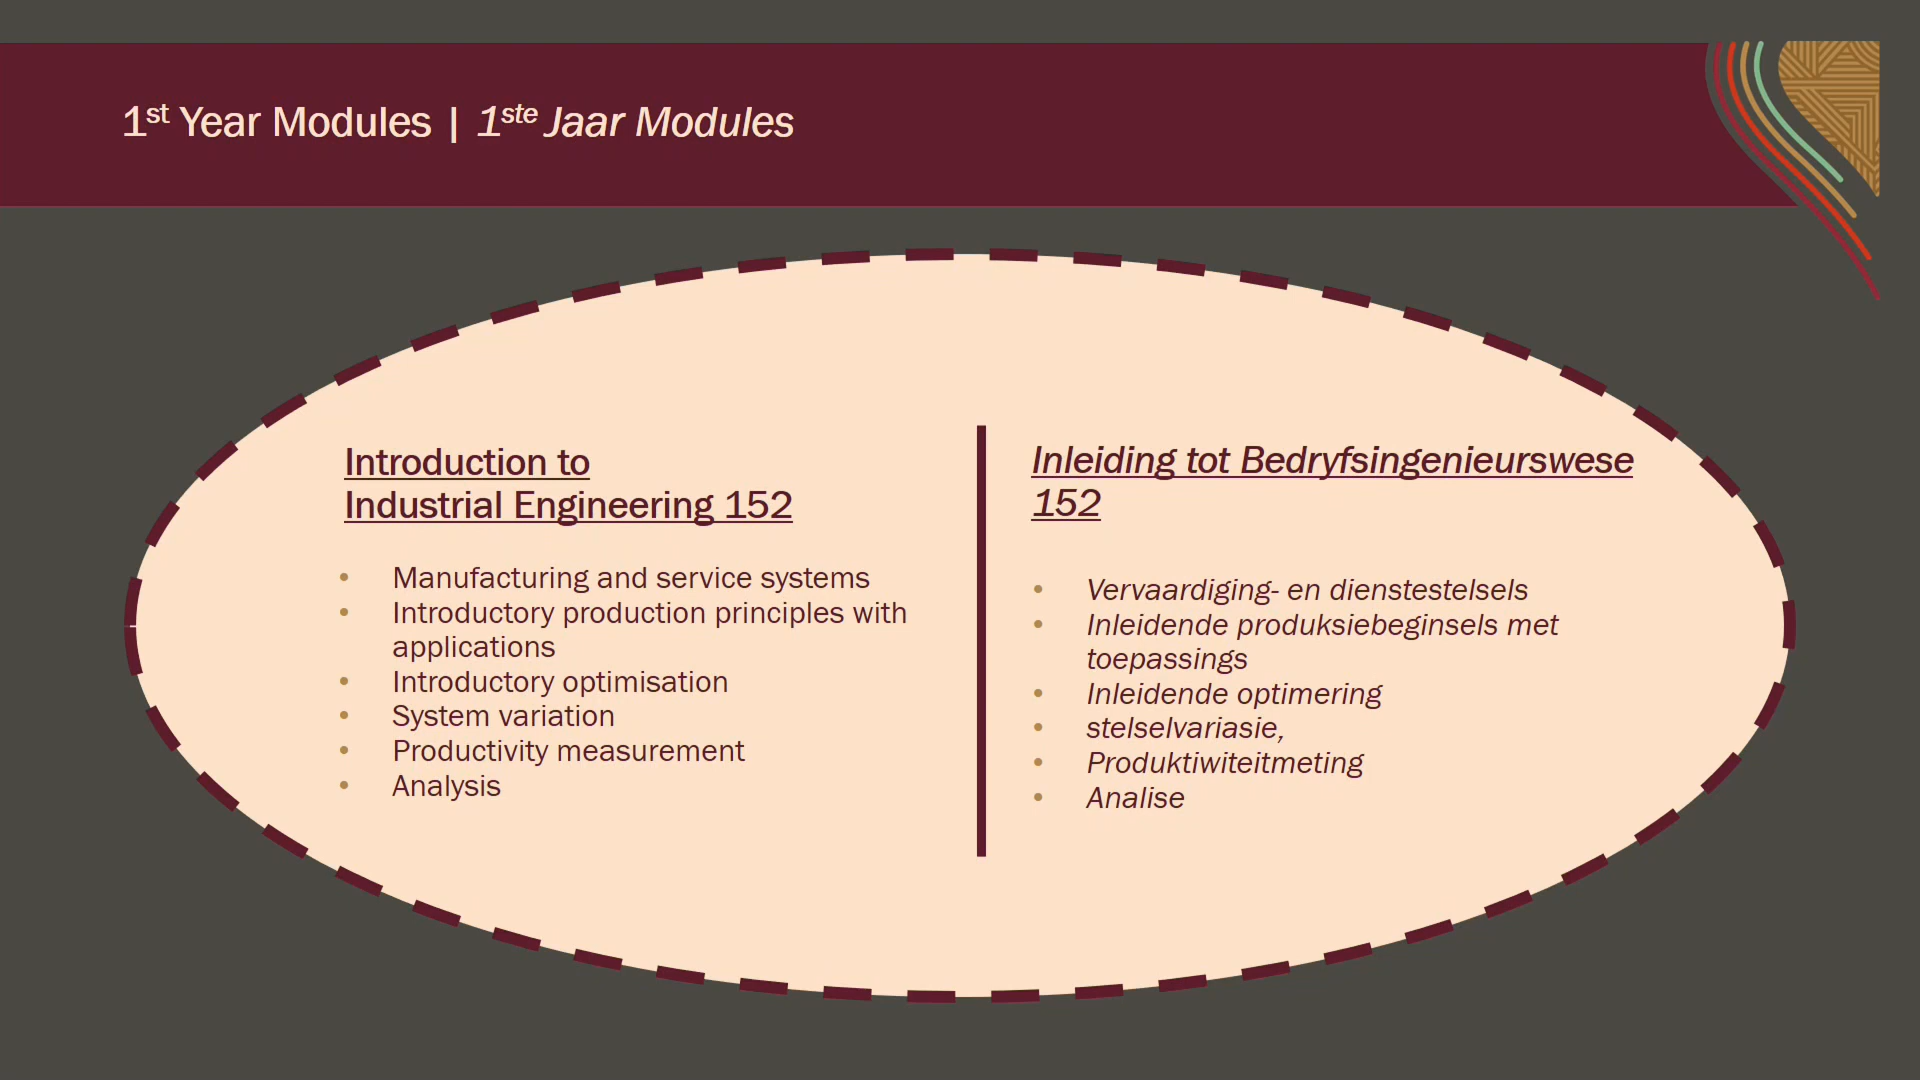 1st Year Modules | 1ste Jaar Modules
Introduction to
Industrial Engineering 152
• Manufacturing and service systems
• Introductory production principles with
applications
• Introductory optimisation
• System variation
• Productivity measurement
• Analysis
Inleiding tot Bedryfsingenieurswese
152
• Vervaardiging- en dienstestelsels
• Inleidende produksiebeginsels met
toepassings
• Inleidende optimering
• stelselvariasie,
• Produktiwiteitmeting
• Analise